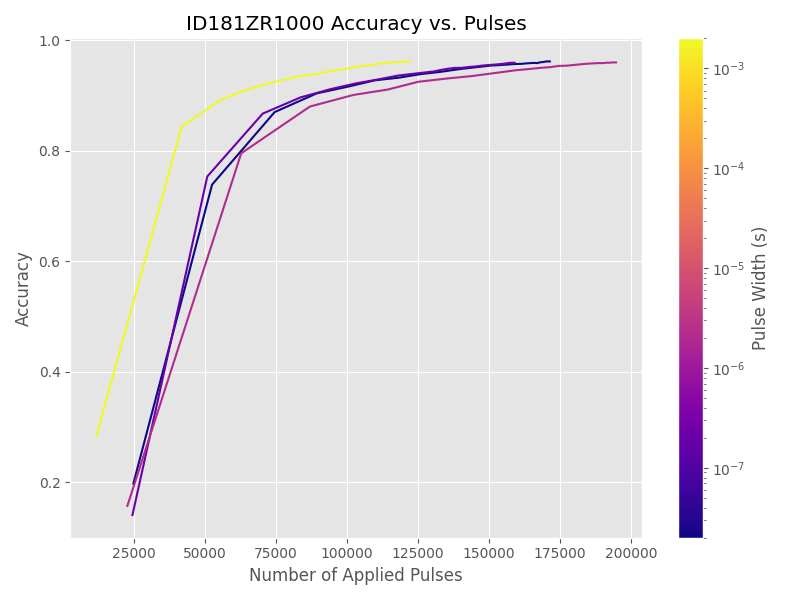 ID181ZR1000 Accuracy vs. Pulses
1.0
0.8
0.6
0.4
0.2
Accuracy
25000 50000 75000 100000 125000 150000 175000 200000
Number of Applied Pulses
10⁻³
10⁻⁴
10⁻⁵
10⁻⁶
10⁻⁷
Pulse Width (s)